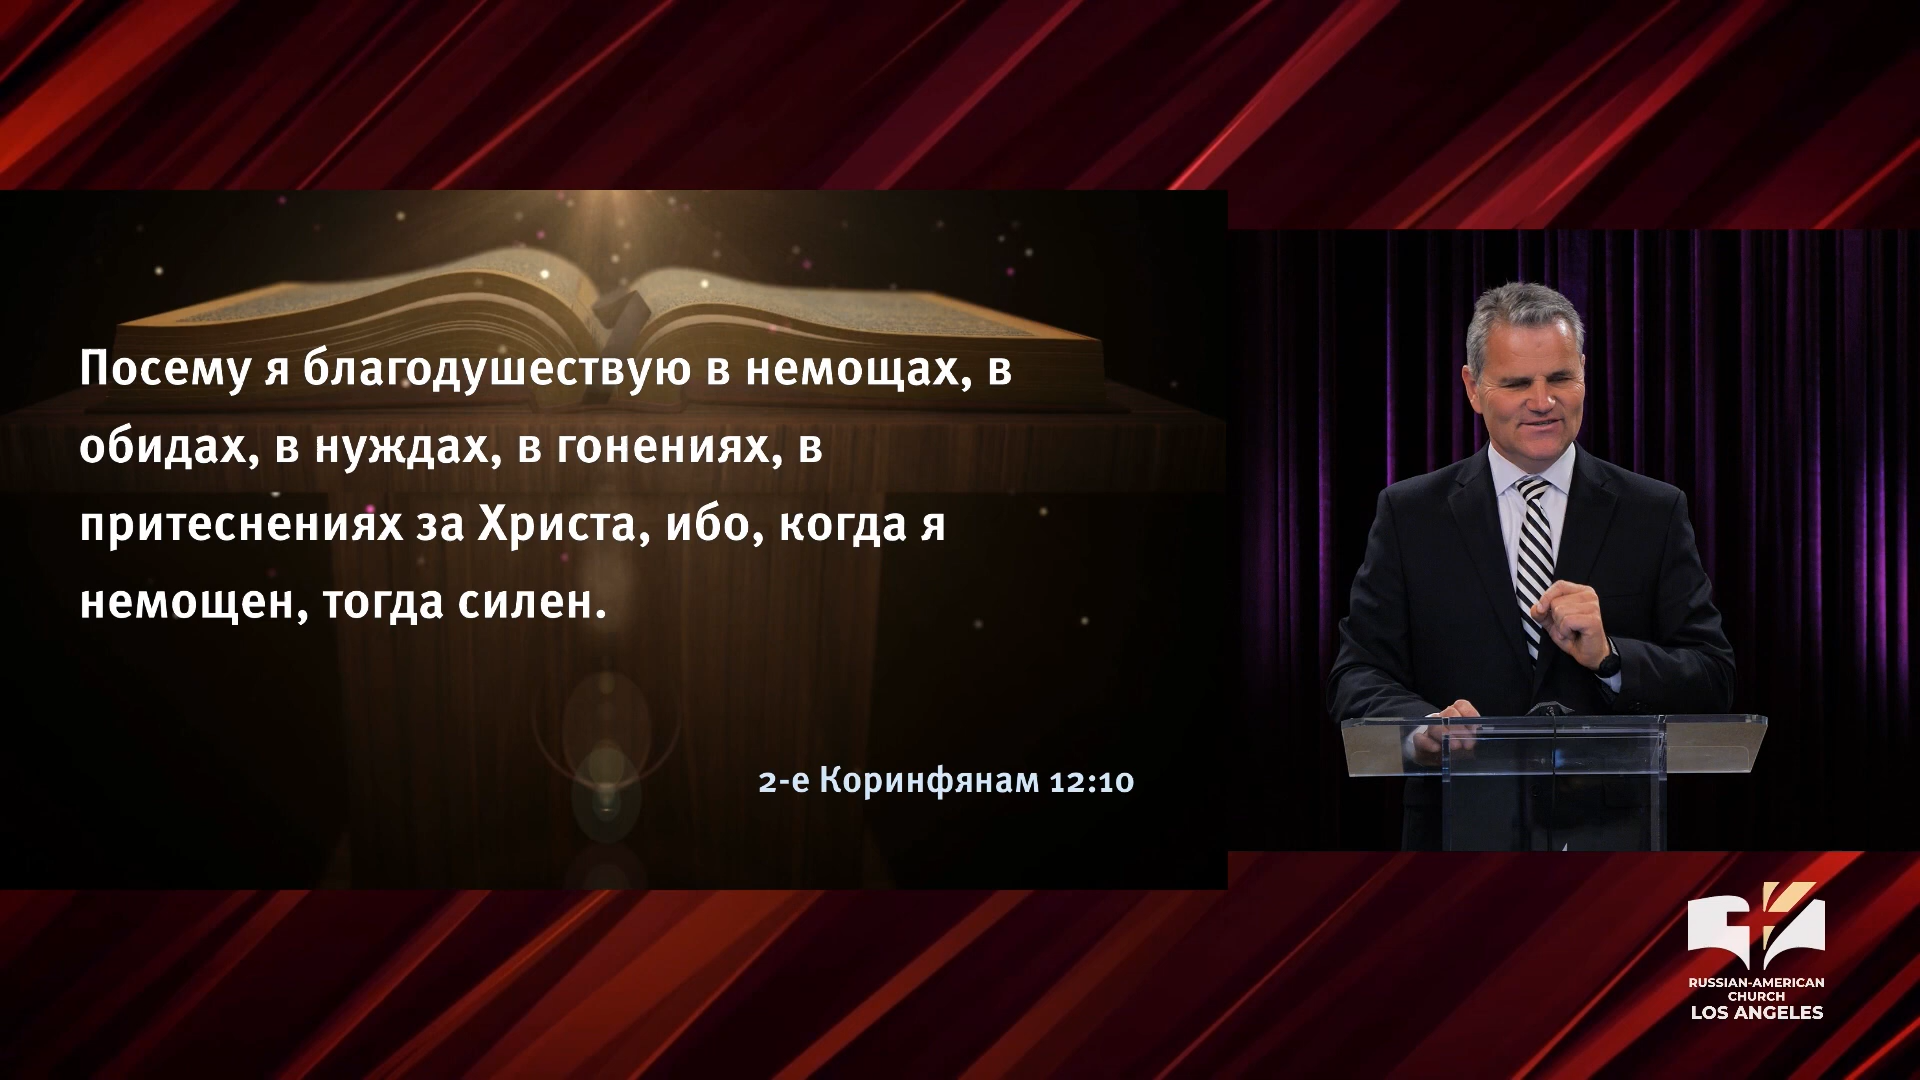 Посему я благодушествую в немощах, в
обидах, в нуждах, в гонениях, в
притеснениях за Христа, ибо, когда я
немощен, тогда силен.
2-е Коринфянам 12:10
RUSSIAN-AMERICAN
CHURCH
LOS ANGELES